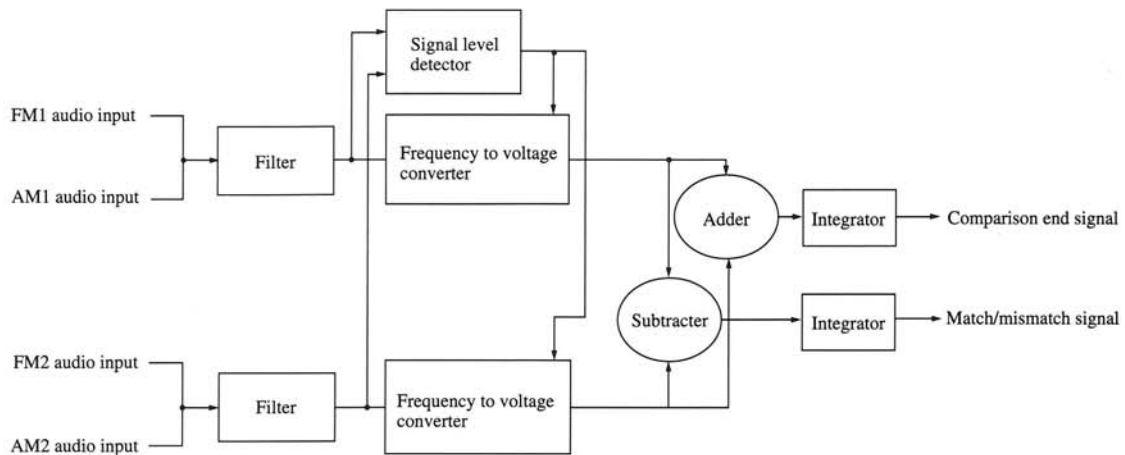 Signal level
detector
FM1 audio input
Filter
Frequency to voltage
converter
AM1 audio input
Adder
Integrator
Comparison end signal
Subtracter
Integrator
Match/mismatch signal
FM2 audio input
Filter
Frequency to voltage
converter
AM2 audio input